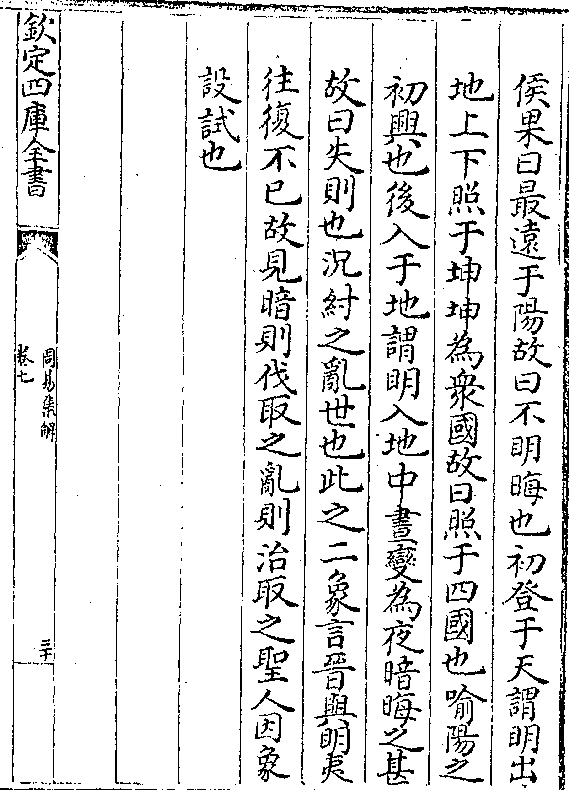 侯果曰最遠于陽故曰不明晦也初登于天謂明出
地上下照于坤坤為衆國故曰照于四國也喻陽之
初興也後入于地謂明入地中晝變為夜暗晦之甚
故曰失則也況紂之亂世也此之二象言晉與明夷
往復不已故見暗則伐取之亂則治取之聖人因象
設試也
欽定四庫全書
周易集解
卷七
三十